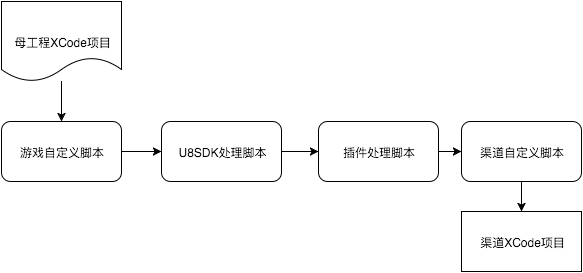 母工程XCode项目
游戏自定义脚本
U8SDK处理脚本
插件处理脚本
渠道自定义脚本
渠道XCode项目